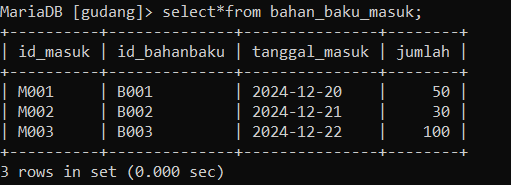 MariaDB [gudang]> select*from bahan_baku_masuk;
+----------+--------------+---------------+--------+
| id_masuk | id_bahanbaku | tanggal_masuk | jumlah |
+----------+--------------+---------------+--------+
| M001     | B001         | 2024-12-20    |     50 |
| M002     | B002         | 2024-12-21    |     30 |
| M003     | B003         | 2024-12-22    |    100 |
+----------+--------------+---------------+--------+
3 rows in set (0.000 sec)